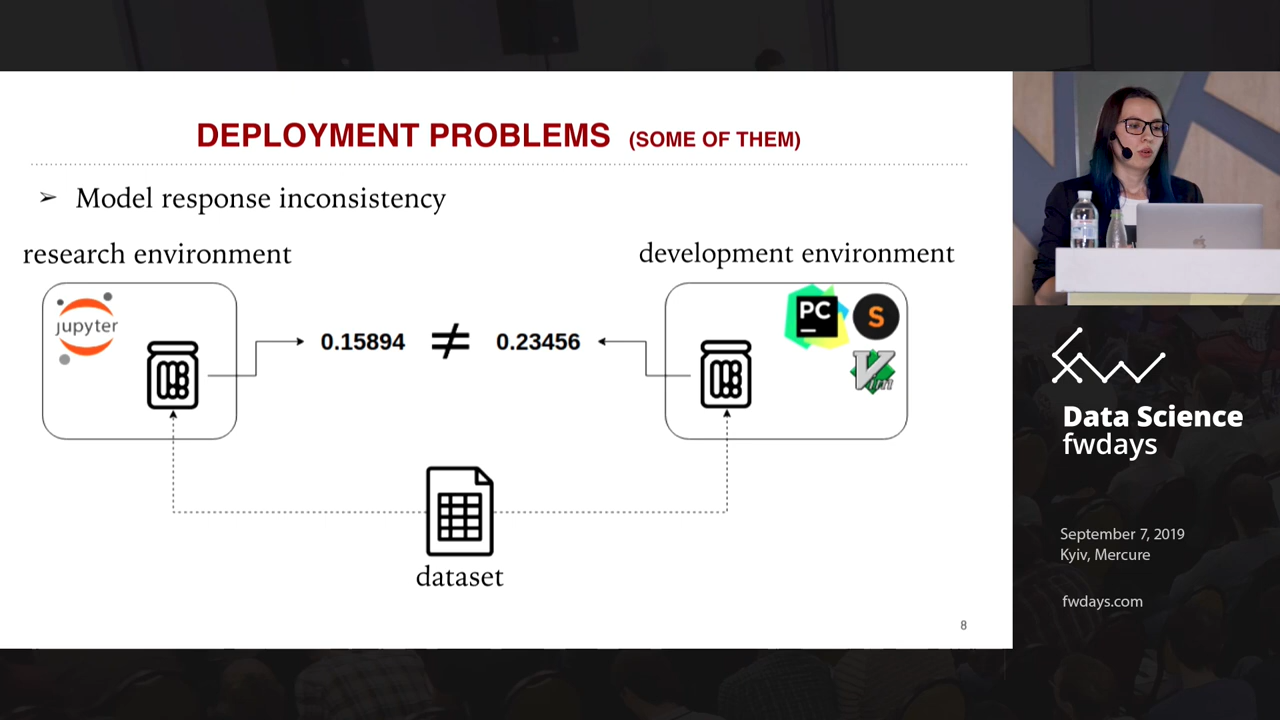 DEPLOYMENT PROBLEMS (SOME OF THEM)
➢ Model response inconsistency
research environment
development environment
jupyter
PC
S
Vim
0.15894 ≠ 0.23456
dataset
8
Data Science
fwdays
September 7, 2019
Kyiv, Mercure
fwdays.com